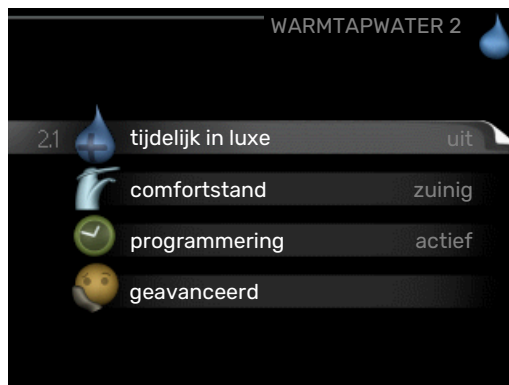 WARMTAPWATER 2
2.1 tijdelijk in luxe uit
comfortstand zuinig
programmering actief
geavanceerd